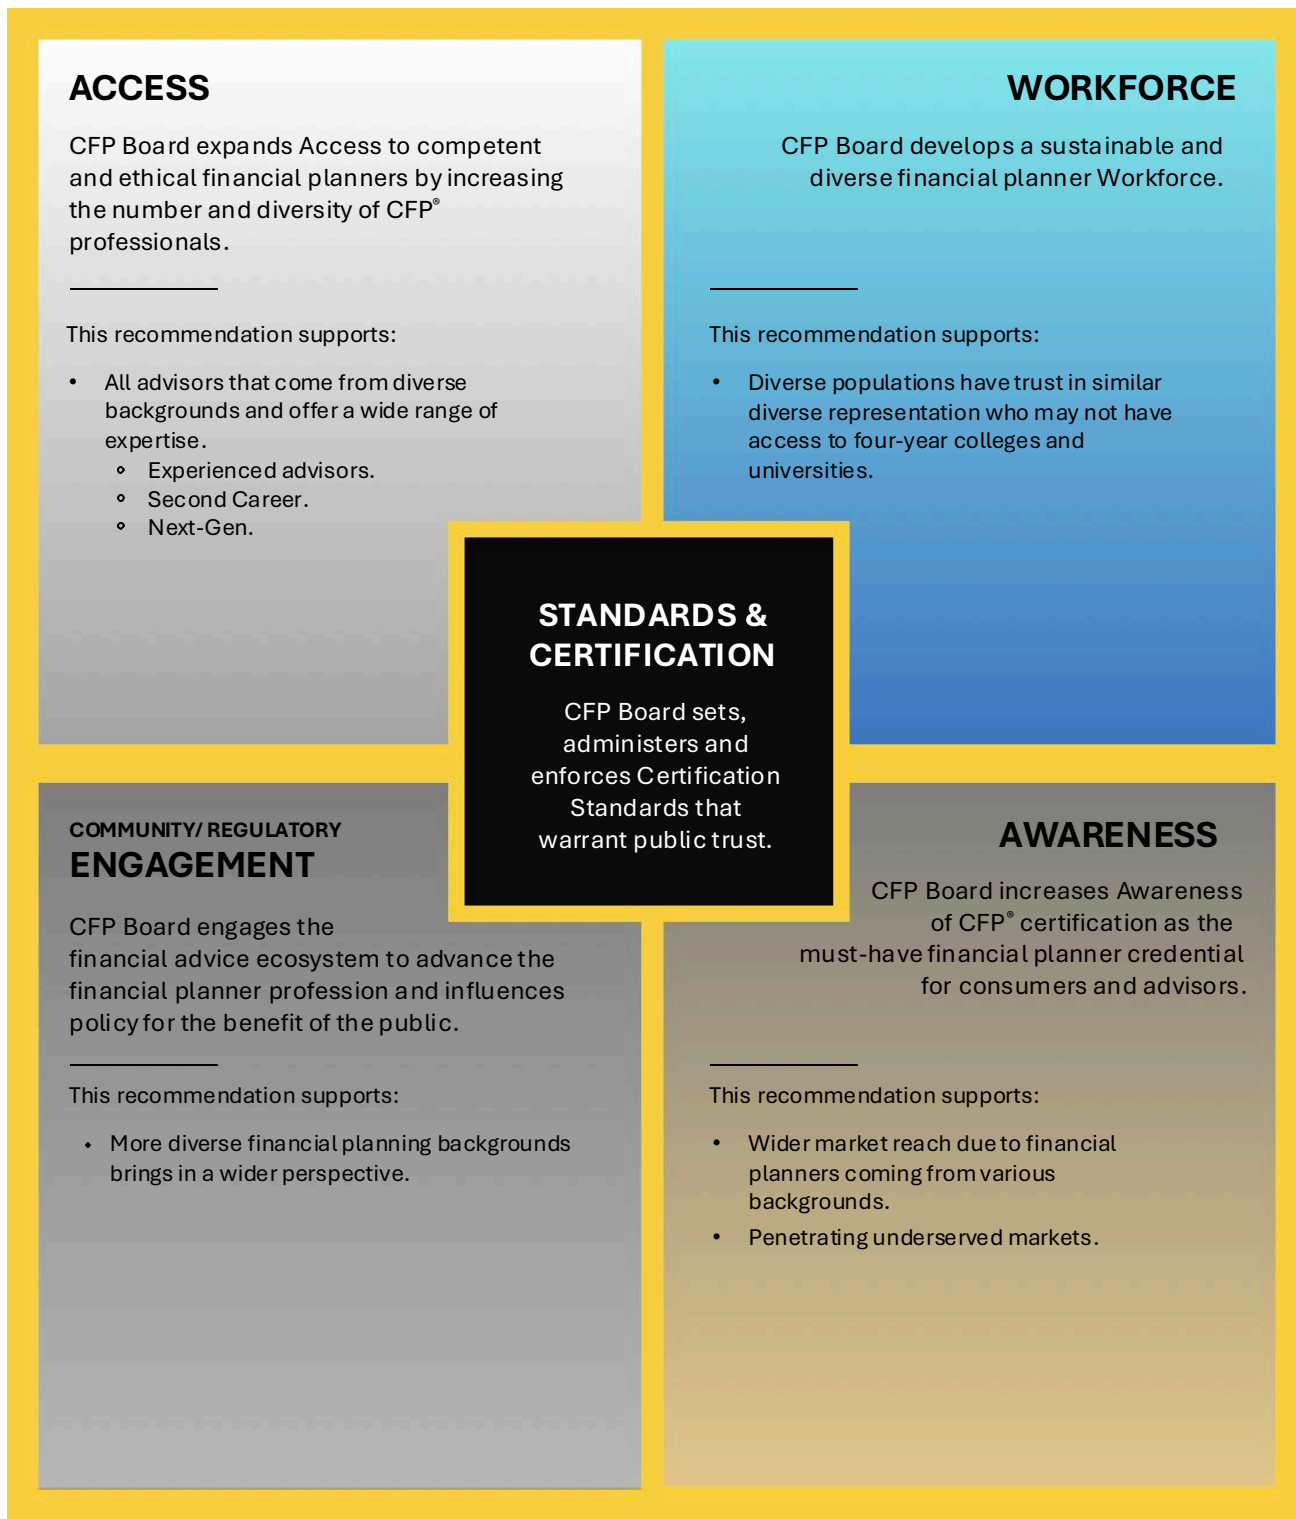 ACCESS
CFP Board expands Access to competent
and ethical financial planners by increasing
the number and diversity of CFP®
professionals.
This recommendation supports:
• All advisors that come from diverse
backgrounds and offer a wide range of
expertise.
○ Experienced advisors.
○ Second Career.
○ Next-Gen.
WORKFORCE
CFP Board develops a sustainable and
diverse financial planner Workforce.
This recommendation supports:
• Diverse populations have trust in similar
diverse representation who may not have
access to four-year colleges and
universities.
STANDARDS &
CERTIFICATION
CFP Board sets,
administers and
enforces Certification
Standards that
warrant public trust.
COMMUNITY/ REGULATORY
ENGAGEMENT
CFP Board engages the
financial advice ecosystem to advance the
financial planner profession and influences
policy for the benefit of the public.
This recommendation supports:
• More diverse financial planning backgrounds
brings in a wider perspective.
AWARENESS
CFP Board increases Awareness
of CFP® certification as the
must-have financial planner credential
for consumers and advisors.
This recommendation supports:
• Wider market reach due to financial
planners coming from various
backgrounds.
• Penetrating underserved markets.